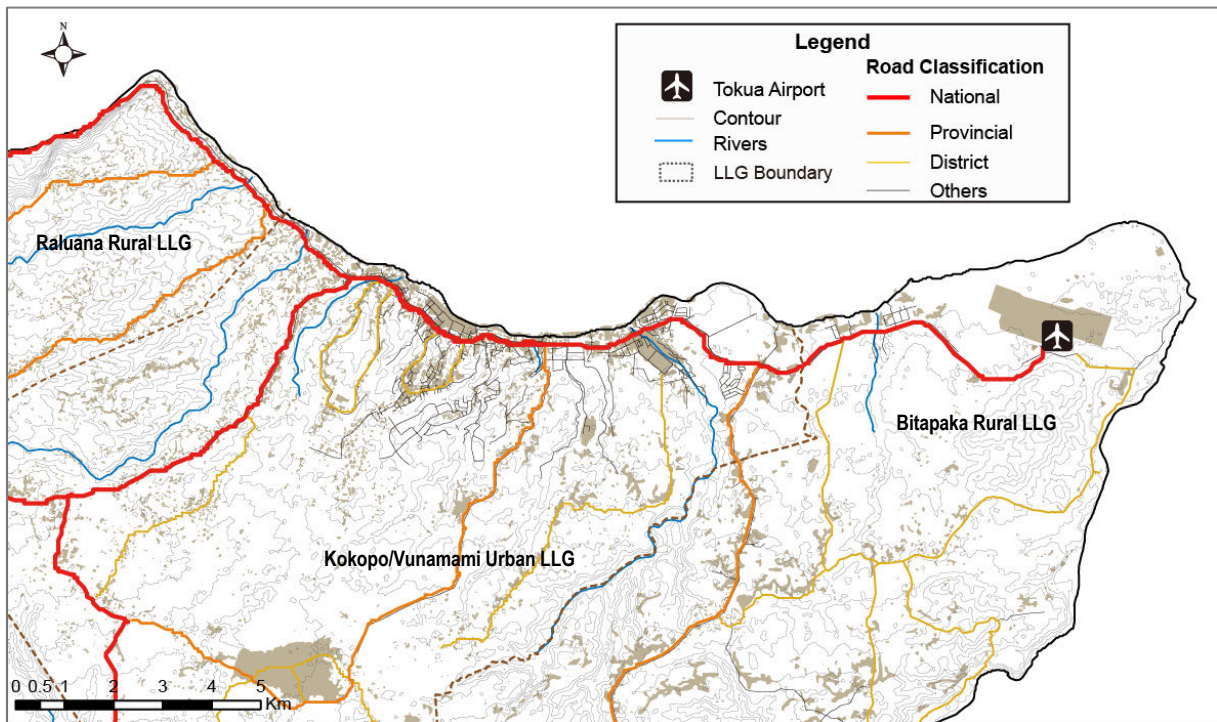 N
Legend
Tokua Airport
Contour
Rivers
LLG Boundary
Road Classification
National
Provincial
District
Others
Raluana Rural LLG
Bitapaka Rural LLG
Kokopo/Vunamami Urban LLG
0 0.5 1 2 3 4 5
Km